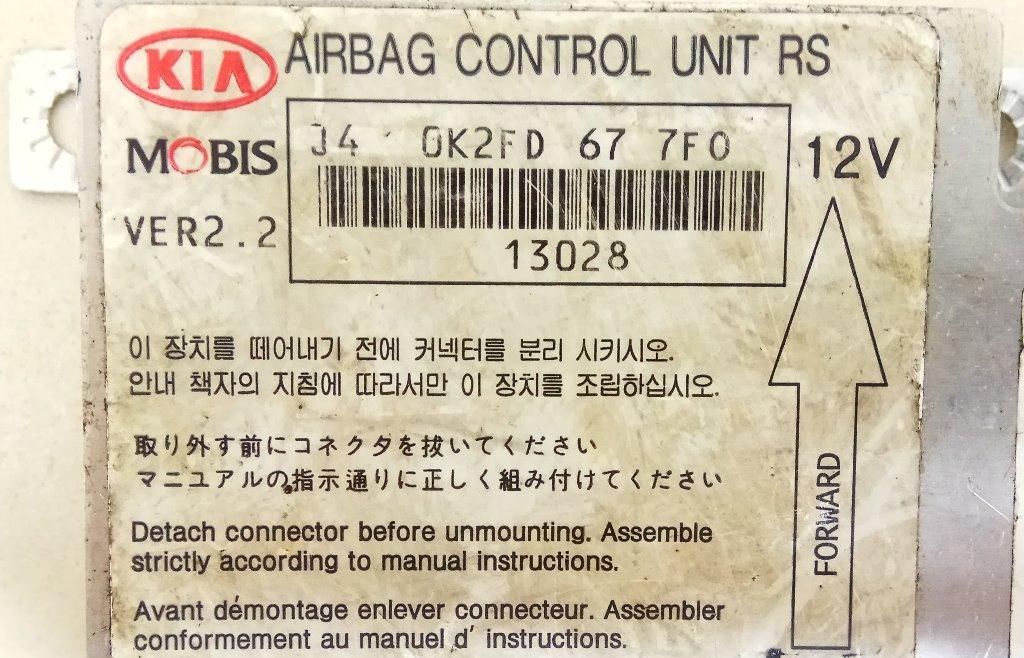 KIA AIRBAG CONTROL UNIT RS
MOBIS
J4 0K2FD 67 7F0
12V
VER2.2
13028
이 장치를 떼어내기 전에 커넥터를 분리 시키시오.
안내 책자의 지침에 따라서만 이 장치를 조립하십시오.
取り外す前にコネクタを抜いてください
マニュアルの指示通りに正しく組み付けてください
Detach connector before unmounting. Assemble
strictly according to manual instructions.
Avant démontage enlever connecteur. Assembler
conformement au manuel d' instructions.
FORWARD